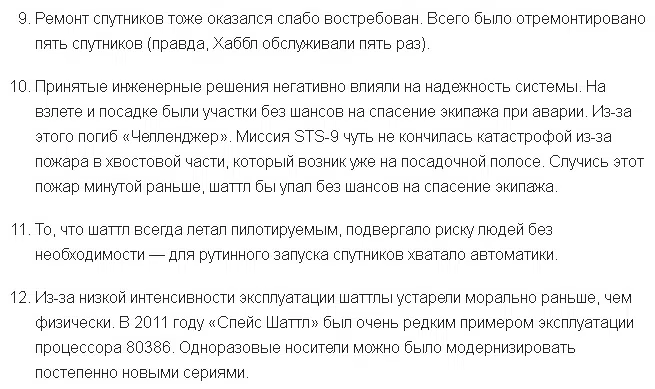 9. Ремонт спутников тоже оказался слабо востребован. Всего было отремонтировано
пять спутников (правда, Хаббл обслуживали пять раз).
10. Принятые инженерные решения негативно влияли на надежность системы. На
взлете и посадке были участки без шансов на спасение экипажа при аварии. Из-за
этого погиб «Челленджер». Миссия STS-9 чуть не кончилась катастрофой из-за
пожара в хвостовой части, который возник уже на посадочной полосе. Случись этот
пожар минутой раньше, шаттл бы упал без шансов на спасение экипажа.
11. То, что шаттл всегда летал пилотируемым, подвергало риску людей без
необходимости — для рутинного запуска спутников хватало автоматики.
12. Из-за низкой интенсивности эксплуатации шаттлы устарели морально раньше, чем
физически. В 2011 году «Спейс Шаттл» был очень редким примером эксплуатации
процессора 80386. Одноразовые носители можно было модернизировать
постепенно новыми сериями.